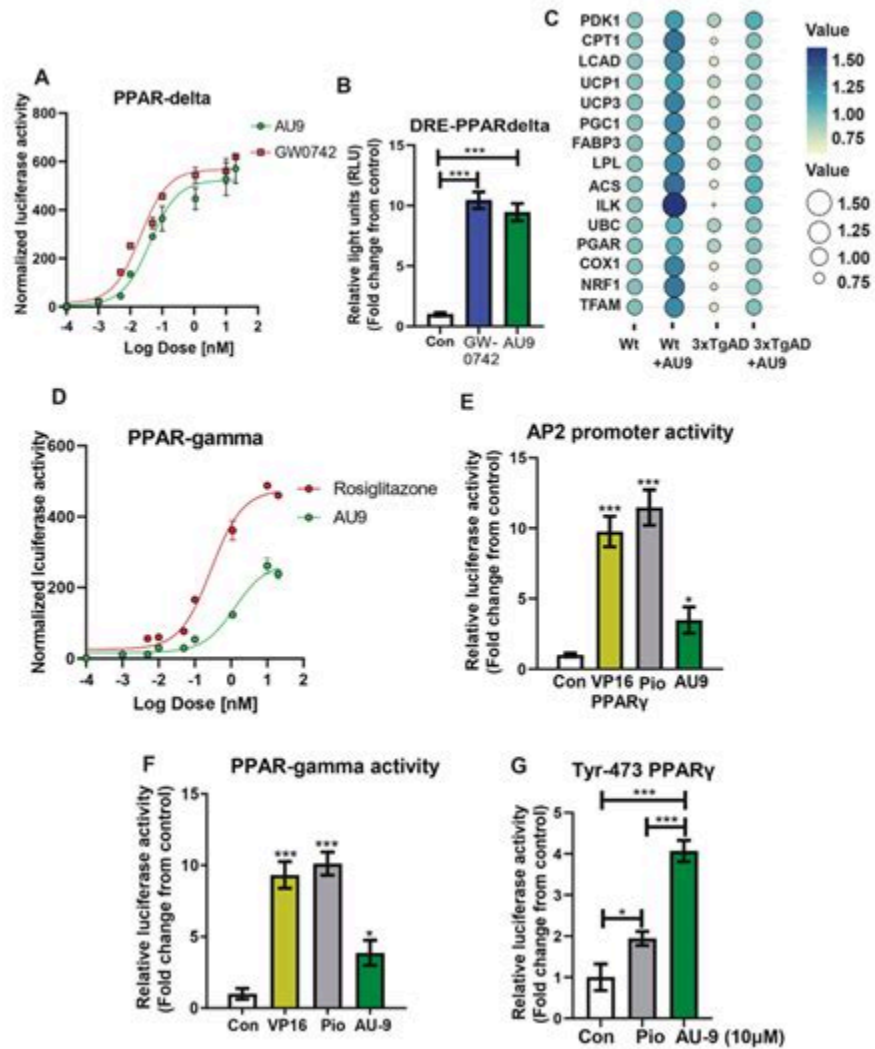 A
PPAR-delta
AU9
GW0742
Normalized luciferase activity
800
600
400
200
0
-4 -3 -2 -1 0 1 2
Log Dose [nM]
B
DRE-PPARdelta
Relative light units (RLU)
(Fold change from control)
15
10
5
0
***
***
Con GW-0742 AU9
C
PDK1
CPT1
LCAD
UCP1
UCP3
PGC1
FABP3
LPL
ACS
ILK
UBC
PGAR
COX1
NRF1
TFAM
Wt Wt +AU9 3xTgAD 3xTgAD +AU9
Value
1.50
1.25
1.00
0.75
Value
1.50
1.25
1.00
0.75
D
PPAR-gamma
Rosiglitazone
AU9
Normalized lcuiferase activity
600
400
200
0
-4 -3 -2 -1 0 1 2
Log Dose [nM]
E
AP2 promoter activity
Relative luciferase activity
(Fold change from control)
15
10
5
0
***
***
*
Con VP16 Pio AU9
PPARγ
F
PPAR-gamma activity
Relative luciferase activity
(Fold change from control)
15
10
5
0
***
***
*
Con VP16 Pio AU-9
G
Tyr-473 PPARγ
Relative luciferase activity
(Fold change from control)
5
4
3
2
1
0
***
***
*
Con Pio AU-9 (10μM)